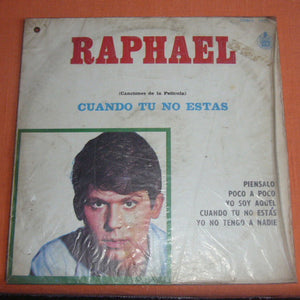 RAPHAEL
(Canciones de la Película)
CUANDO TU NO ESTAS
PIENSALO
POCO A POCO
YO SOY AQUEL
CUANDO TU NO ESTAS
YO NO TENGO A NADIE